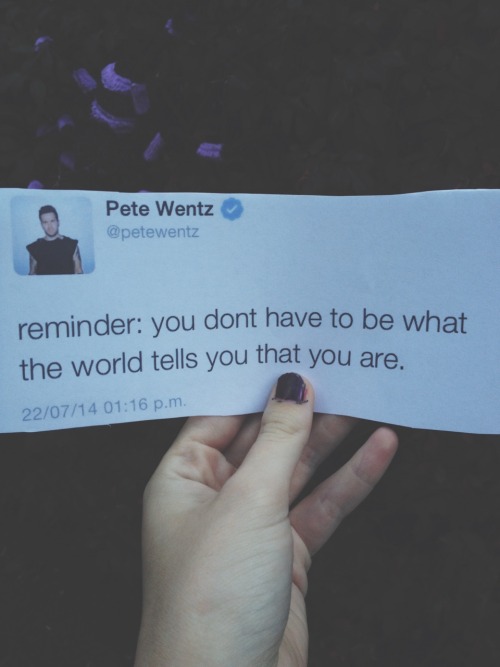 Pete Wentz
@petewentz
reminder: you dont have to be what
the world tells you that you are.
22/07/14 01:16 p.m.